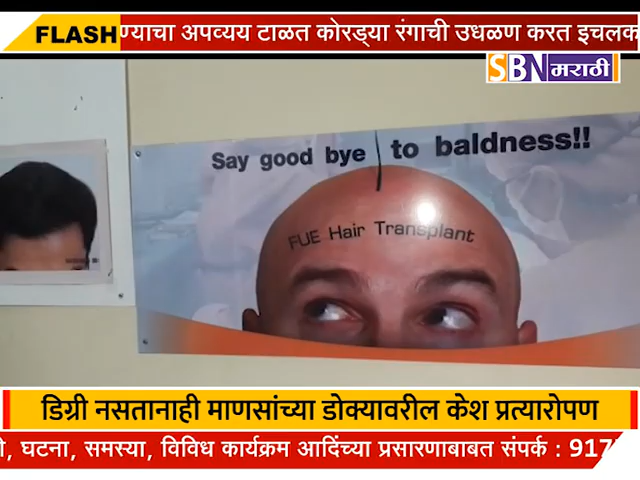 FLASH ण्याचा अपव्यय टाळत कोरड्या रंगाची उधळण करत इचलक
SBN मराठी
Say good bye to baldness!!
FUE Hair Transplant
डिग्री नसतानाही माणसांच्या डोक्यावरील केश प्रत्यारोपण
ी, घटना, समस्या, विविध कार्यक्रम आदिंच्या प्रसारणाबाबत संपर्क : 917